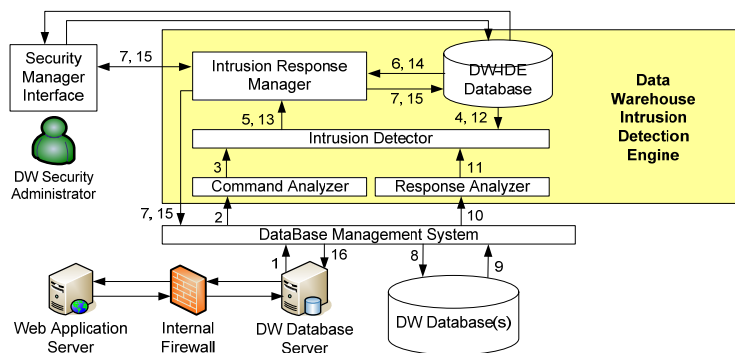 Security
Manager
Interface
DW Security
Administrator
7, 15
Intrusion Response
Manager
6, 14
7, 15
DW-IDE
Database
Data
Warehouse
Intrusion
Detection
Engine
5, 13
4, 12
Intrusion Detector
3
11
Command Analyzer
Response Analyzer
7, 15
2
10
DataBase Management System
1
16
8
9
Web Application
Server
Internal
Firewall
DW Database
Server
DW Database(s)